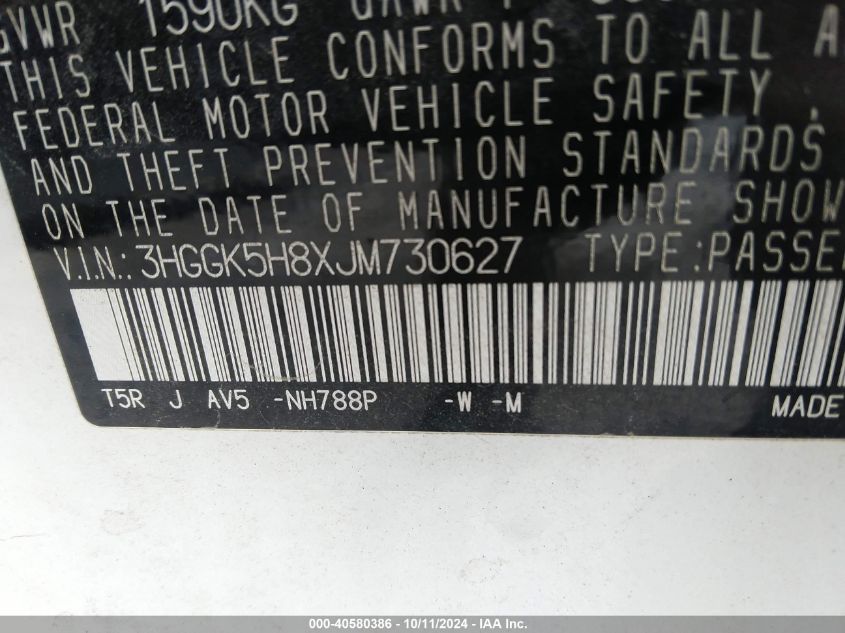 GVWR 1590KG GAWR F
THIS VEHICLE CONFORMS TO ALL A
FEDERAL MOTOR VEHICLE SAFETY,
AND THEFT PREVENTION STANDARDS
ON THE DATE OF MANUFACTURE SHOW
V.I.N.: 3HGGK5H8XJM730627 TYPE:PASSE
T5R J AV5 -NH788P -W -M MADE
000-40580386 - 10/11/2024 - IAA Inc.